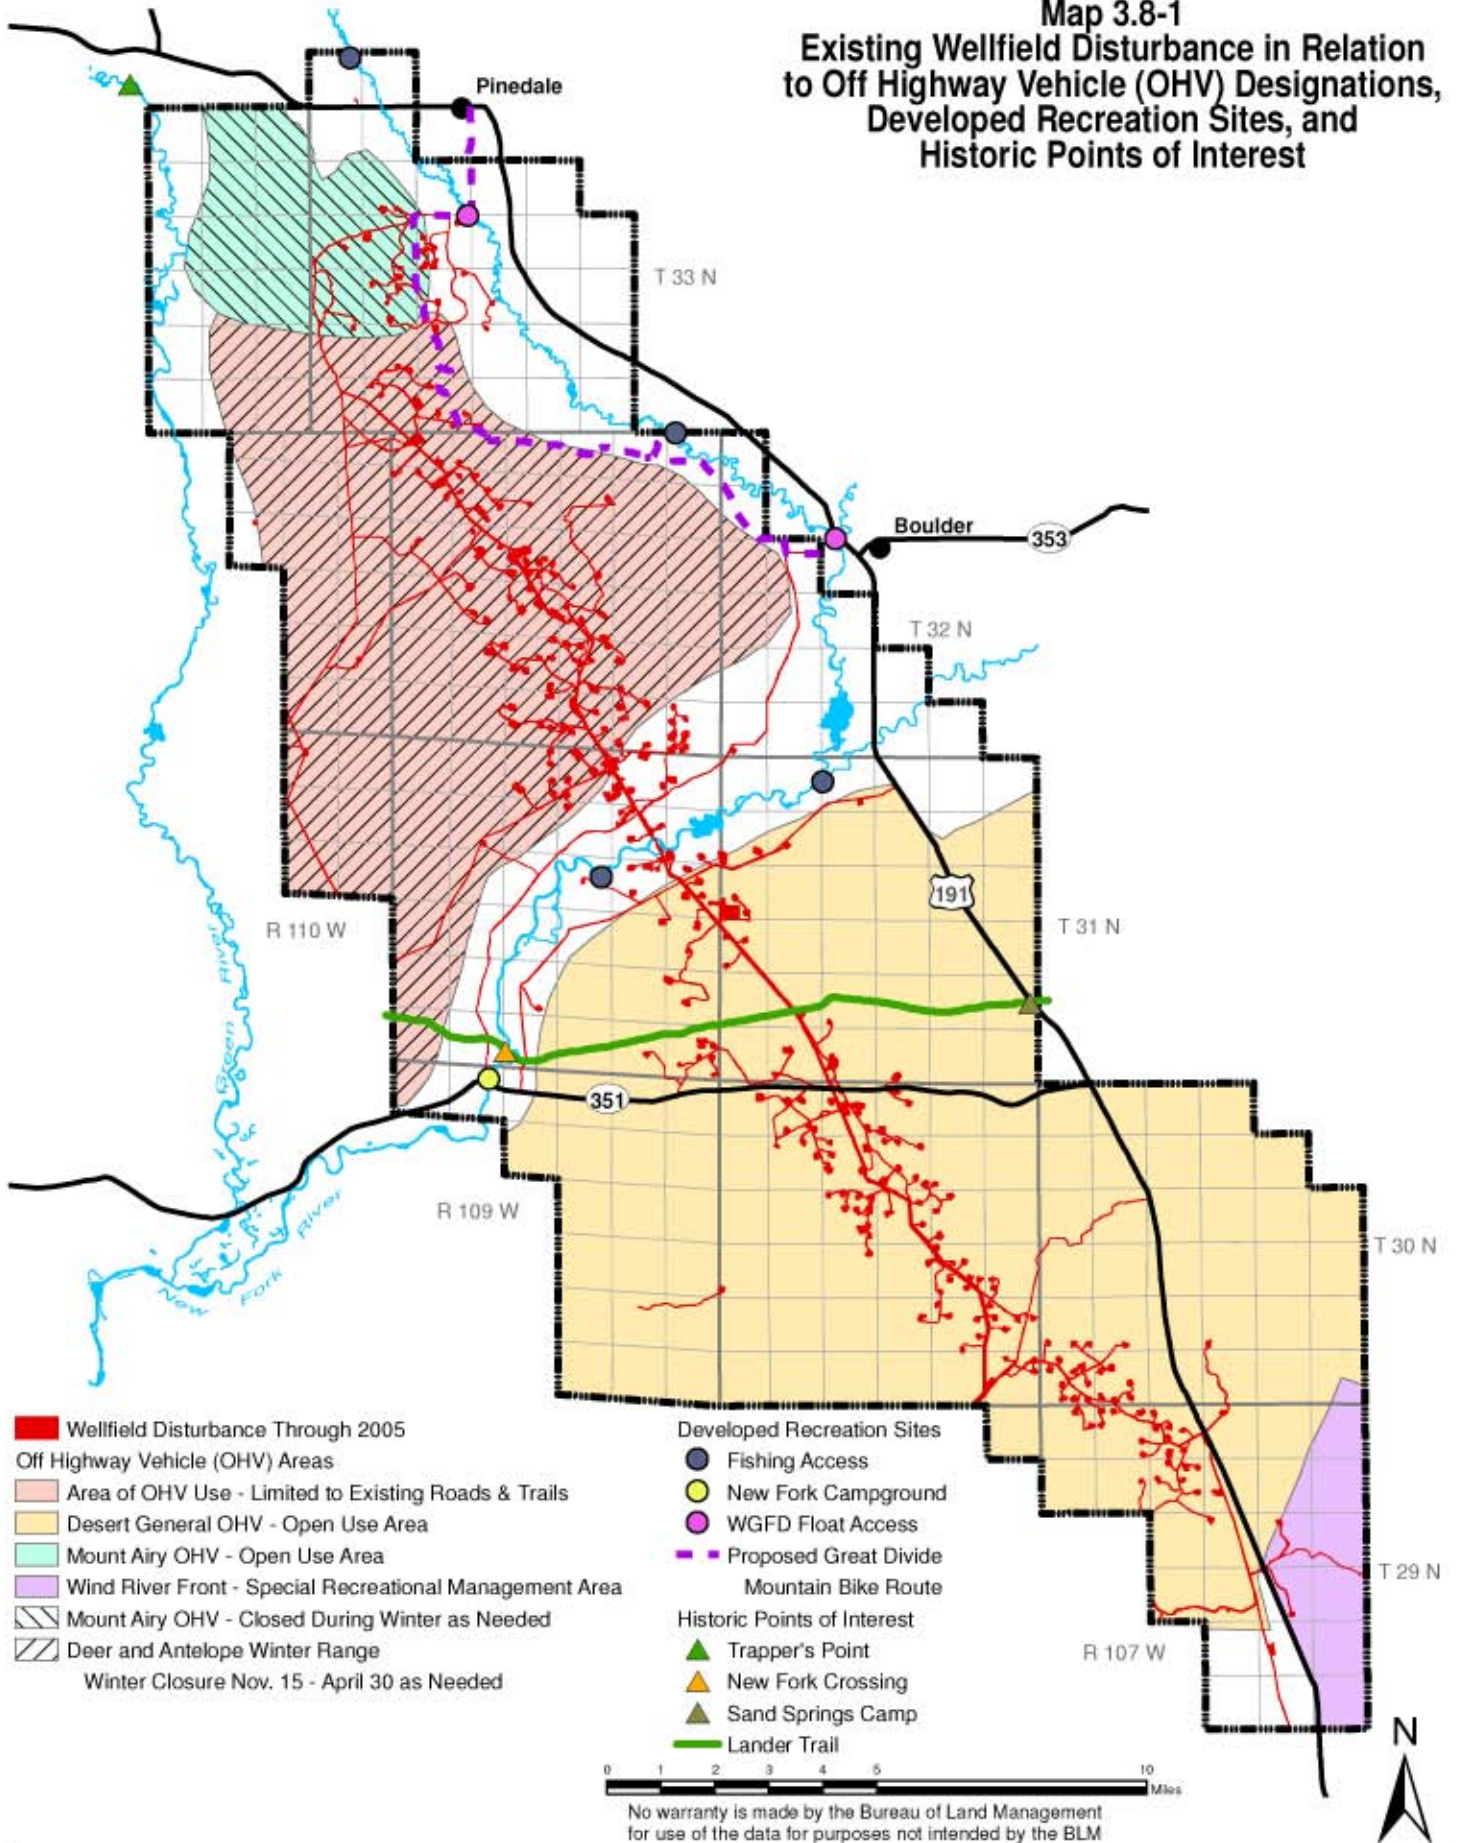 Map 3.8-1
Existing Wellfield Disturbance in Relation
to Off Highway Vehicle (OHV) Designations,
Developed Recreation Sites, and
Historic Points of Interest
Pinedale
T 33 N
Boulder
353
T 32 N
191
R 110 W
T 31 N
Green River
351
R 109 W
T 30 N
New Fork River
T 29 N
R 107 W
Wellfield Disturbance Through 2005
Off Highway Vehicle (OHV) Areas
Area of OHV Use - Limited to Existing Roads & Trails
Desert General OHV - Open Use Area
Mount Airy OHV - Open Use Area
Wind River Front - Special Recreational Management Area
Mount Airy OHV - Closed During Winter as Needed
Deer and Antelope Winter Range
Winter Closure Nov. 15 - April 30 as Needed
Developed Recreation Sites
Fishing Access
New Fork Campground
WGFD Float Access
Proposed Great Divide
Mountain Bike Route
Historic Points of Interest
Trapper's Point
New Fork Crossing
Sand Springs Camp
Lander Trail
N
0 1 2 3 4 5 10
Miles
No warranty is made by the Bureau of Land Management
for use of the data for purposes not intended by the BLM